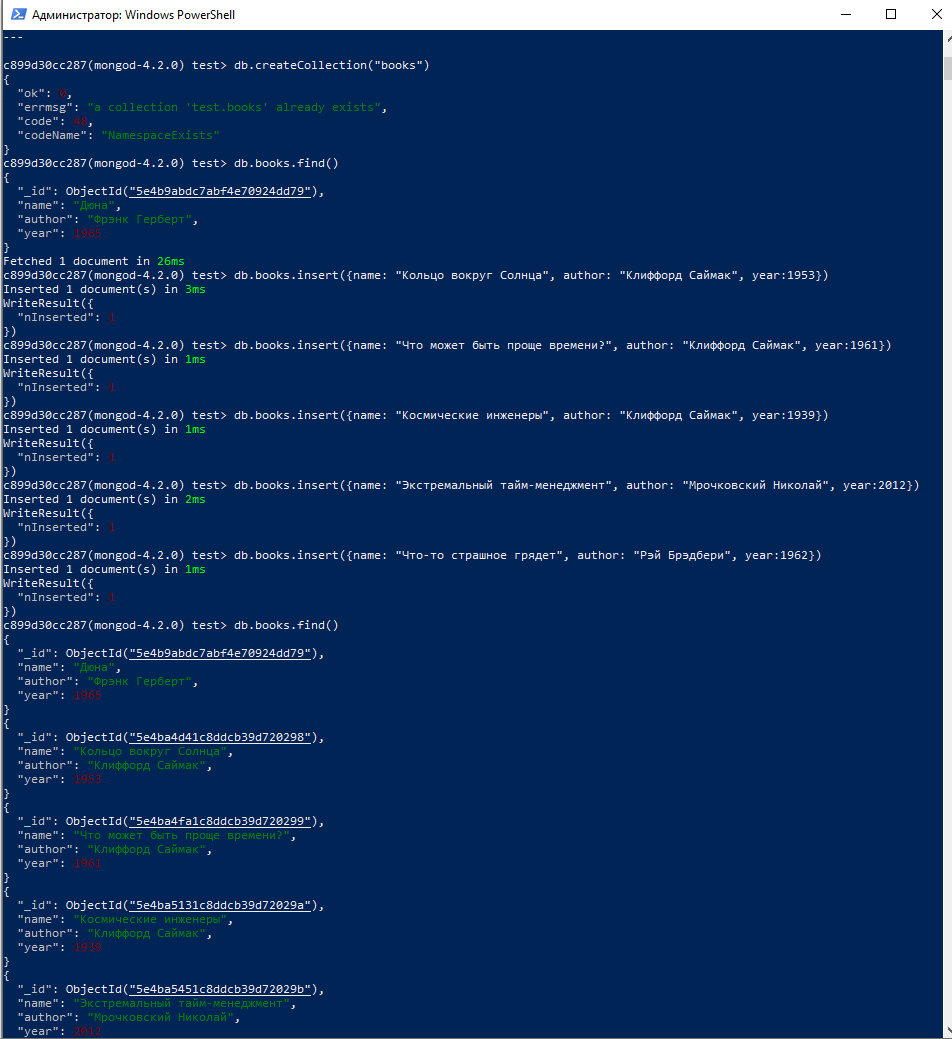 Администратор: Windows PowerShell
---
c899d30cc287(mongod-4.2.0) test> db.createCollection("books")
{
  "ok": 0,
  "errmsg": "a collection 'test.books' already exists",
  "code": 48,
  "codeName": "NamespaceExists"
}
c899d30cc287(mongod-4.2.0) test> db.books.find()
{
  "_id": ObjectId("5e4b9abdc7abf4e70924dd79"),
  "name": "Дюна",
  "author": "Фрэнк Герберт",
  "year": 1965
}
Fetched 1 document in 26ms
c899d30cc287(mongod-4.2.0) test> db.books.insert({name: "Кольцо вокруг Солнца", author: "Клиффорд Саймак", year:1953})
Inserted 1 document(s) in 3ms
WriteResult({
  "nInserted": 1
})
c899d30cc287(mongod-4.2.0) test> db.books.insert({name: "Что может быть проще времени?", author: "Клиффорд Саймак", year:1961})
Inserted 1 document(s) in 1ms
WriteResult({
  "nInserted": 1
})
c899d30cc287(mongod-4.2.0) test> db.books.insert({name: "Космические инженеры", author: "Клиффорд Саймак", year:1939})
Inserted 1 document(s) in 1ms
WriteResult({
  "nInserted": 1
})
c899d30cc287(mongod-4.2.0) test> db.books.insert({name: "Экстремальный тайм-менеджмент", author: "Мрочковский Николай", year:2012})
Inserted 1 document(s) in 2ms
WriteResult({
  "nInserted": 1
})
c899d30cc287(mongod-4.2.0) test> db.books.insert({name: "Что-то страшное грядет", author: "Рэй Брэдбери", year:1962})
Inserted 1 document(s) in 1ms
WriteResult({
  "nInserted": 1
})
c899d30cc287(mongod-4.2.0) test> db.books.find()
{
  "_id": ObjectId("5e4b9abdc7abf4e70924dd79"),
  "name": "Дюна",
  "author": "Фрэнк Герберт",
  "year": 1965
}
{
  "_id": ObjectId("5e4ba4d41c8ddcb39d720298"),
  "name": "Кольцо вокруг Солнца",
  "author": "Клиффорд Саймак",
  "year": 1953
}
{
  "_id": ObjectId("5e4ba4fa1c8ddcb39d720299"),
  "name": "Что может быть проще времени?",
  "author": "Клиффорд Саймак",
  "year": 1961
}
{
  "_id": ObjectId("5e4ba5131c8ddcb39d72029a"),
  "name": "Космические инженеры",
  "author": "Клиффорд Саймак",
  "year": 1939
}
{
  "_id": ObjectId("5e4ba5451c8ddcb39d72029b"),
  "name": "Экстремальный тайм-менеджмент",
  "author": "Мрочковский Николай",
  "year": 2012